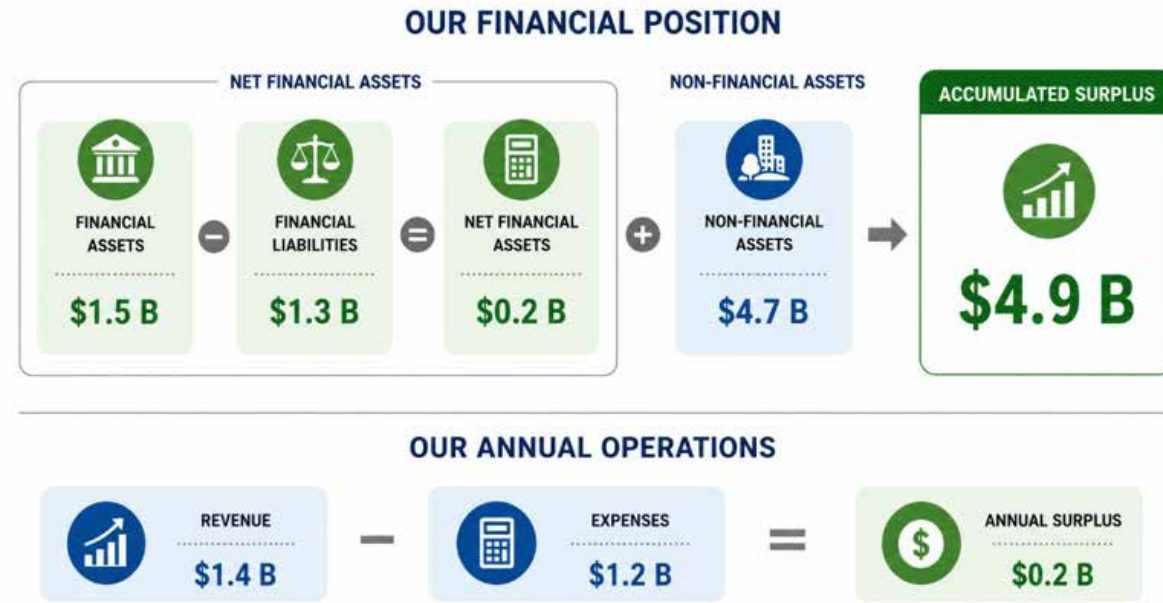 OUR FINANCIAL POSITION
NET FINANCIAL ASSETS
NON-FINANCIAL ASSETS
ACCUMULATED SURPLUS
FINANCIAL
ASSETS
$1.5 B
−
FINANCIAL
LIABILITIES
$1.3 B
=
NET FINANCIAL
ASSETS
$0.2 B
+
NON-FINANCIAL
ASSETS
$4.7 B
$4.9 B
OUR ANNUAL OPERATIONS
REVENUE
$1.4 B
−
EXPENSES
$1.2 B
=
$
ANNUAL SURPLUS
$0.2 B